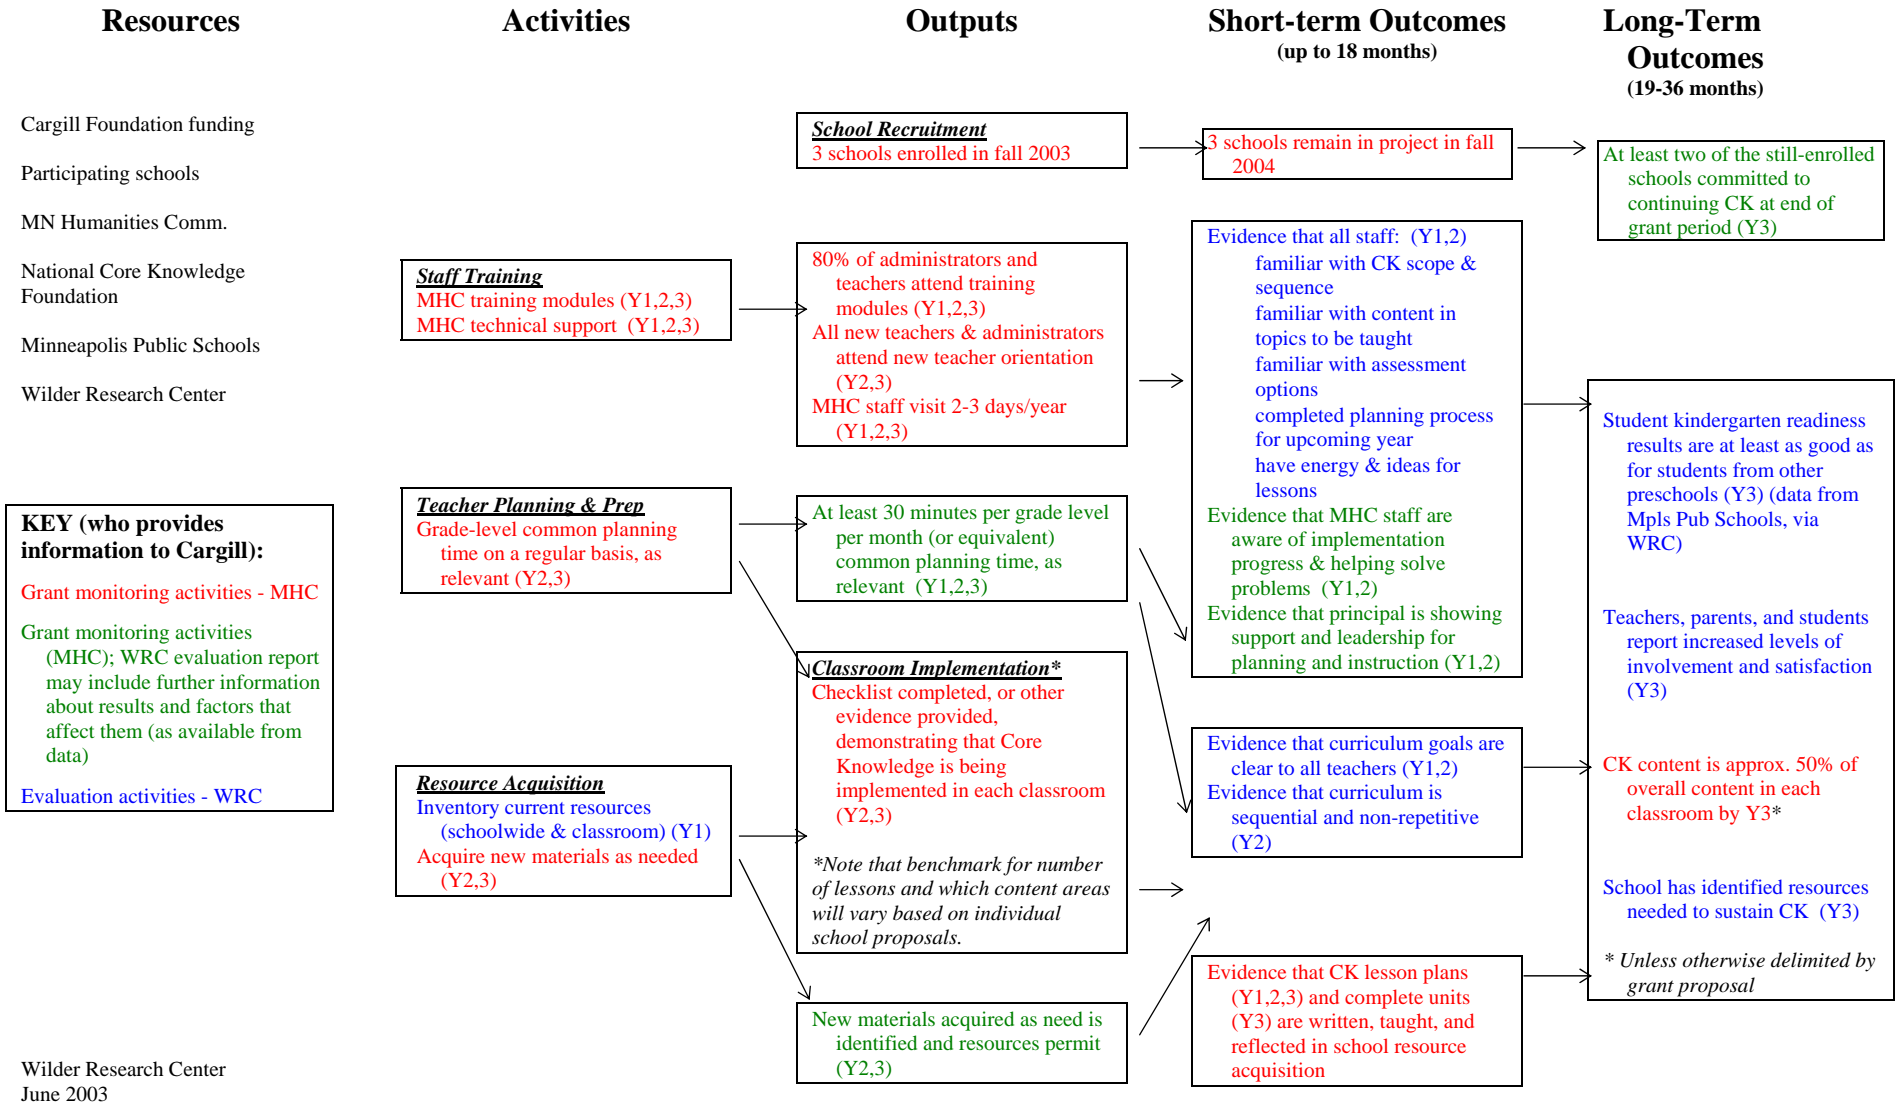 Resources
Activities
Outputs
Short-term Outcomes
(up to 18 months)
Long-Term
Outcomes
(19-36 months)
Cargill Foundation funding
Participating schools
MN Humanities Comm.
National Core Knowledge
Foundation
Minneapolis Public Schools
Wilder Research Center
KEY (who provides
information to Cargill):
Grant monitoring activities - MHC
Grant monitoring activities
(MHC); WRC evaluation report
may include further information
about results and factors that
affect them (as available from
data)
Evaluation activities - WRC
Wilder Research Center
June 2003
Staff Training
MHC training modules (Y1,2,3)
MHC technical support (Y1,2,3)
Teacher Planning & Prep
Grade-level common planning
time on a regular basis, as
relevant (Y2,3)
Resource Acquisition
Inventory current resources
(schoolwide & classroom) (Y1)
Acquire new materials as needed
(Y2,3)
School Recruitment
3 schools enrolled in fall 2003
80% of administrators and
teachers attend training
modules (Y1,2,3)
All new teachers & administrators
attend new teacher orientation
(Y2,3)
MHC staff visit 2-3 days/year
(Y1,2,3)
At least 30 minutes per grade level
per month (or equivalent)
common planning time, as
relevant (Y1,2,3)
Classroom Implementation*
Checklist completed, or other
evidence provided,
demonstrating that Core
Knowledge is being
implemented in each classroom
(Y2,3)
*Note that benchmark for number
of lessons and which content areas
will vary based on individual
school proposals.
New materials acquired as need is
identified and resources permit
(Y2,3)
3 schools remain in project in fall
2004
Evidence that all staff: (Y1,2)
familiar with CK scope &
sequence
familiar with content in
topics to be taught
familiar with assessment
options
completed planning process
for upcoming year
have energy & ideas for
lessons
Evidence that MHC staff are
aware of implementation
progress & helping solve
problems (Y1,2)
Evidence that principal is showing
support and leadership for
planning and instruction (Y1,2)
Evidence that curriculum goals are
clear to all teachers (Y1,2)
Evidence that curriculum is
sequential and non-repetitive
(Y2)
Evidence that CK lesson plans
(Y1,2,3) and complete units
(Y3) are written, taught, and
reflected in school resource
acquisition
At least two of the still-enrolled
schools committed to
continuing CK at end of
grant period (Y3)
Student kindergarten readiness
results are at least as good as
for students from other
preschools (Y3) (data from
Mpls Pub Schools, via
WRC)
Teachers, parents, and students
report increased levels of
involvement and satisfaction
(Y3)
CK content is approx. 50% of
overall content in each
classroom by Y3*
School has identified resources
needed to sustain CK (Y3)
* Unless otherwise delimited by
grant proposal